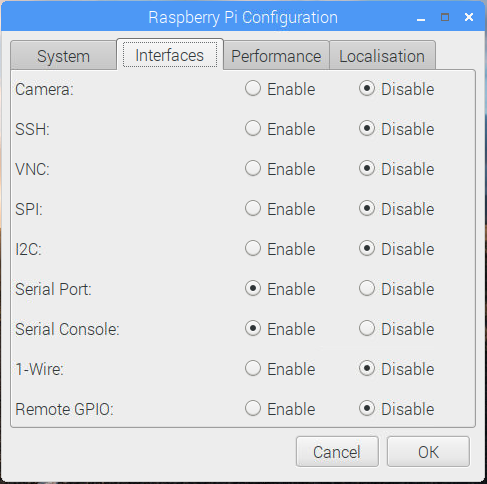 Raspberry Pi Configuration
System Interfaces Performance Localisation
Camera: Enable Disable
SSH: Enable Disable
VNC: Enable Disable
SPI: Enable Disable
I2C: Enable Disable
Serial Port: Enable Disable
Serial Console: Enable Disable
1-Wire: Enable Disable
Remote GPIO: Enable Disable
Cancel OK